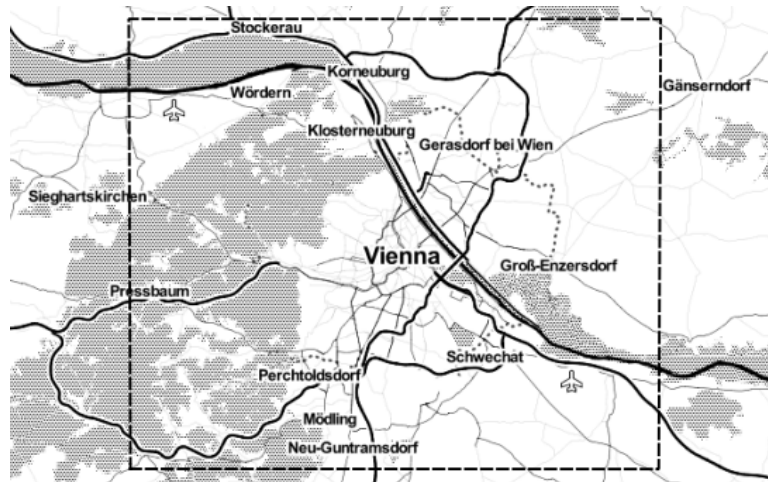 Stockerau
Korneuburg
Wördern
Gänserndorf
Klosterneuburg
Gerasdorf bei Wien
Sieghartskirchen
Vienna
Groß-Enzersdorf
Pressbaum
Schwechat
Perchtoldsdorf
Mödling
Neu-Guntramsdorf